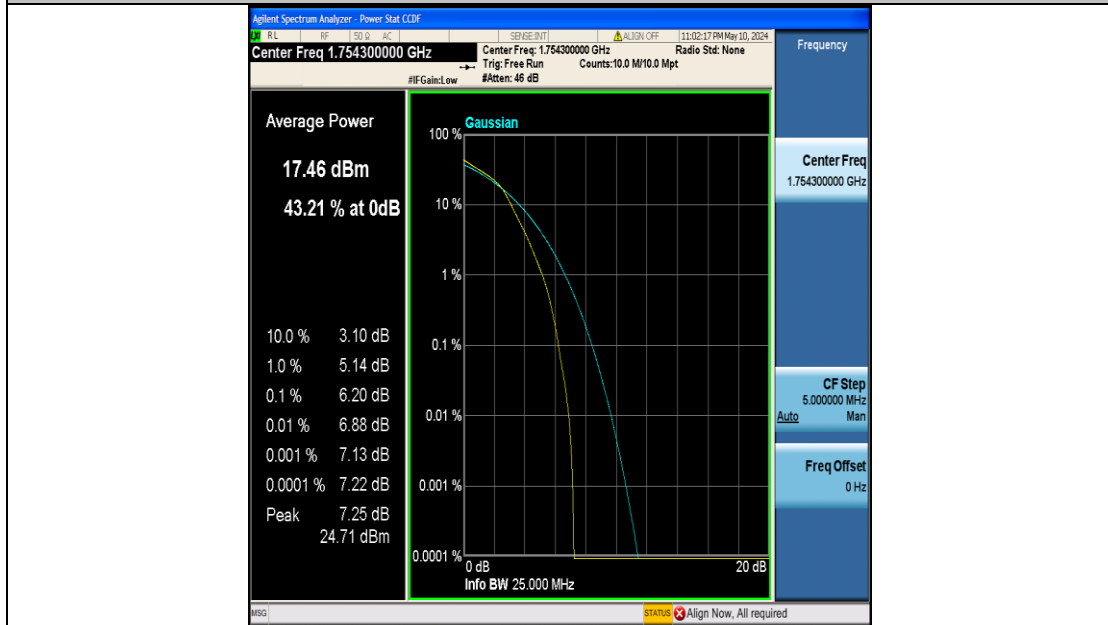 Agilent Spectrum Analyzer - Power Stat CCDF
RL RF 50 Ω AC SENSE:INT ALIGN OFF 11:02:17 PM May 10, 2024
Center Freq 1.754300000 GHz
Center Freq: 1.754300000 GHz Radio Std: None
Trig: Free Run Counts:10.0 M/10.0 Mpt
#IFGain:Low #Atten: 46 dB
Frequency
Average Power
17.46 dBm
43.21 % at 0dB
10.0 % 3.10 dB
1.0 % 5.14 dB
0.1 % 6.20 dB
0.01 % 6.88 dB
0.001 % 7.13 dB
0.0001 % 7.22 dB
Peak 7.25 dB
24.71 dBm
Gaussian
100 %
10 %
1 %
0.1 %
0.01 %
0.001 %
0.0001 %
0 dB 20 dB
Info BW 25.000 MHz
Center Freq
1.754300000 GHz
CF Step
5.000000 MHz
Auto Man
Freq Offset
0 Hz
MSG STATUS Align Now, All required